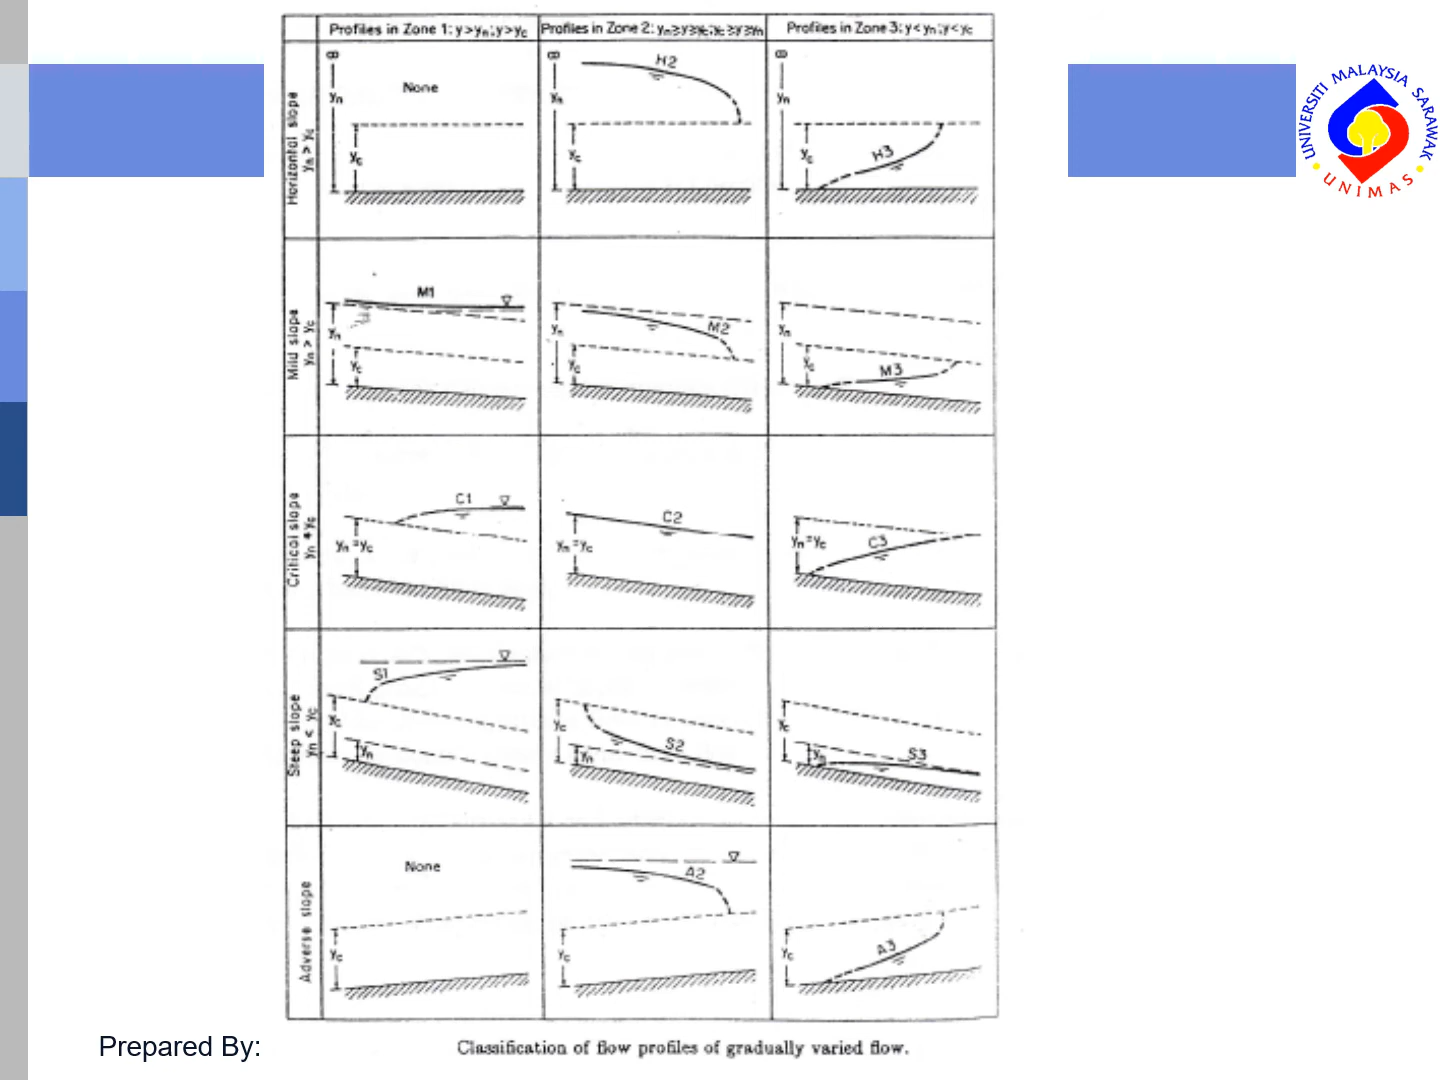 Profiles in Zone 1: y>yn; y>yc
Profiles in Zone 2: yn≥y≥yc; yc≥y≥yn
Profiles in Zone 3: y<yn; y<yc
Horizontal slope
yn > yc
∞
yn
None
yc
∞
yn
H2
yc
∞
yn
H3
yc
Mild slope
yn > yc
M1
yn
yc
M2
yn
yc
M3
yn
yc
Critical slope
yn = yc
C1
yn=yc
C2
yn=yc
C3
yn=yc
Steep slope
yn < yc
S1
yc
yn
S2
yc
yn
S3
yc
yn
Adverse slope
None
yc
A2
yc
A3
yc
Classification of flow profiles of gradually varied flow.
Prepared By:
UNIVERSITI MALAYSIA SARAWAK
UNIMAS